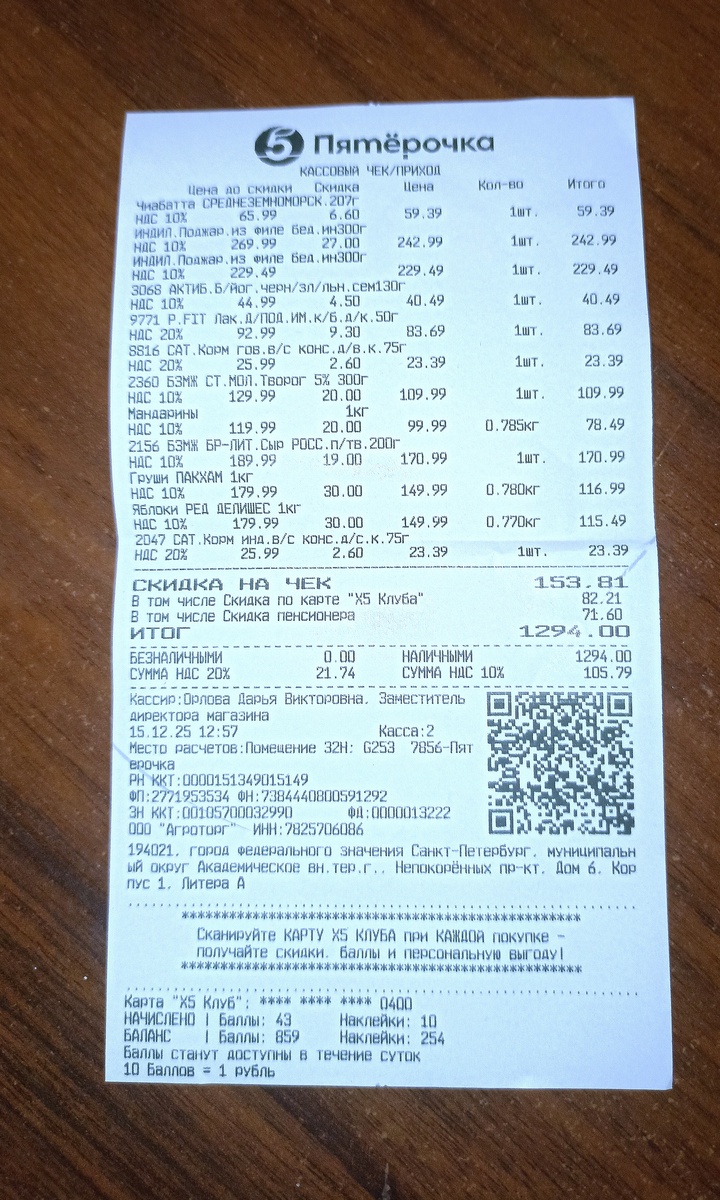 5 Пятёрочка
КАССОВЫЙ ЧЕК/ПРИХОД
Цена до скидки Скидка Цена Кол-во Итого
Чиабатта СРЕДНЕЗЕМНОМОРСК.207г
НДС 10% 65.99 6.60 59.39 1шт. 59.39
ИНДИЛ.Поджар.из филе бед.ин300г
НДС 10% 269.99 27.00 242.99 1шт. 242.99
ИНДИЛ.Поджар.из филе бед.ин300г
НДС 10% 229.49 229.49 1шт. 229.49
3068 АКТИБ.Б/йог.черн/зл/льн.сем130г
НДС 10% 44.99 4.50 40.49 1шт. 40.49
9771 P.FIT Лак.Д/ПОД.ИМ.к/б.д/к.50г
НДС 20% 92.99 9.30 83.69 1шт. 83.69
8816 САТ.Корм гов.в/с конс.д/в.к.75г
НДС 20% 25.99 2.60 23.39 1шт. 23.39
2360 БЗМЖ СТ.МОЛ.Творог 5% 300г
НДС 10% 129.99 20.00 109.99 1шт. 109.99
Мандарины 1кг
НДС 10% 119.99 20.00 99.99 0.785кг 78.49
2156 БЗМЖ БР-ЛИТ.Сыр РОСС.п/тв.200г
НДС 10% 189.99 19.00 170.99 1шт. 170.99
Груши ПАКХАМ 1кг
НДС 10% 179.99 30.00 149.99 0.780кг 116.99
Яблоки РЕД ДЕЛИШЕС 1кг
НДС 10% 179.99 30.00 149.99 0.770кг 115.49
2047 САТ.Корм инд.в/с конс.д/с.к.75г
НДС 20% 25.99 2.60 23.39 1шт. 23.39
СКИДКА НА ЧЕК 153.81
В том числе Скидка по карте "X5 Клуба" 82.21
В том числе Скидка пенсионера 71.60
ИТОГ 1294.00
БЕЗНАЛИЧНЫМИ 0.00 НАЛИЧНЫМИ 1294.00
СУММА НДС 20% 21.74 СУММА НДС 10% 105.79
Кассир:Орлова Дарья Викторовна, Заместитель
директора магазина
15.12.25 12:57 Касса:2
Место расчетов:Помещение 32Н; G253 7856-Пят
ерочка
РН ККТ:0000151349015149
ФП:2771953534 ФН:7384440800591292
ЗН ККТ:00105700032990 ФД:0000013222
ООО "Агроторг" ИНН:7825706086
194021, город федерального значения Санкт-Петербург, муниципальн
ый округ Академическое вн.тер.г., Непокорённых пр-кт, Дом 6, Кор
пус 1, Литера А
****************************************************
Сканируйте КАРТУ X5 КЛУБА при КАЖДОЙ покупке -
получайте скидки, баллы и персональную выгоду!
****************************************************
Карта "X5 Клуб": **** **** **** 0400
НАЧИСЛЕНО | Баллы: 43 Наклейки: 10
БАЛАНС | Баллы: 859 Наклейки: 254
Баллы станут доступны в течение суток
10 Баллов = 1 рубль